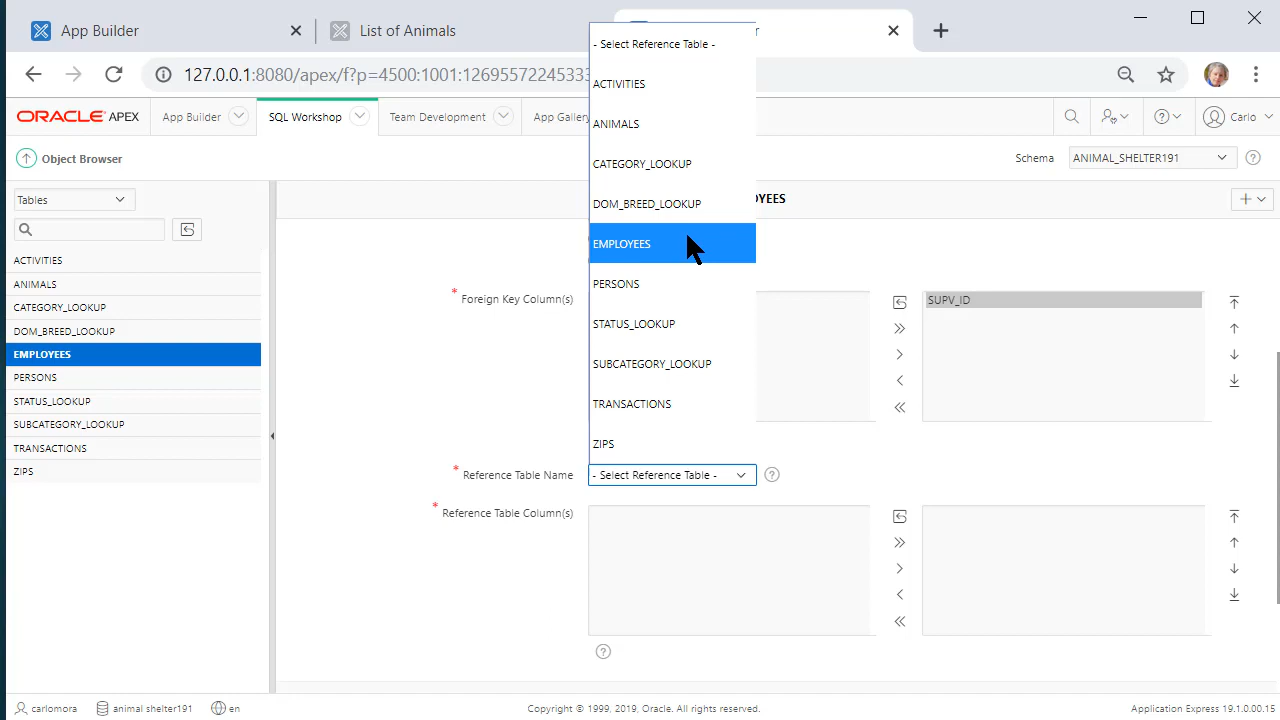 App Builder
List of Animals
r
127.0.0.1:8080/apex/f?p=4500:1001:12695572245333
ORACLE APEX
App Builder
SQL Workshop
Team Development
App Gallery
Carlo
Object Browser
Schema
ANIMAL_SHELTER191
Tables
ACTIVITIES
ANIMALS
CATEGORY_LOOKUP
DOM_BREED_LOOKUP
EMPLOYEES
PERSONS
STATUS_LOOKUP
SUBCATEGORY_LOOKUP
TRANSACTIONS
ZIPS
YEES
* Foreign Key Column(s)
SUPV_ID
- Select Reference Table -
ACTIVITIES
ANIMALS
CATEGORY_LOOKUP
DOM_BREED_LOOKUP
EMPLOYEES
PERSONS
STATUS_LOOKUP
SUBCATEGORY_LOOKUP
TRANSACTIONS
ZIPS
* Reference Table Name
- Select Reference Table -
* Reference Table Column(s)
carlomora
animal shelter191
en
Copyright © 1999, 2019, Oracle. All rights reserved.
Application Express 19.1.0.00.15